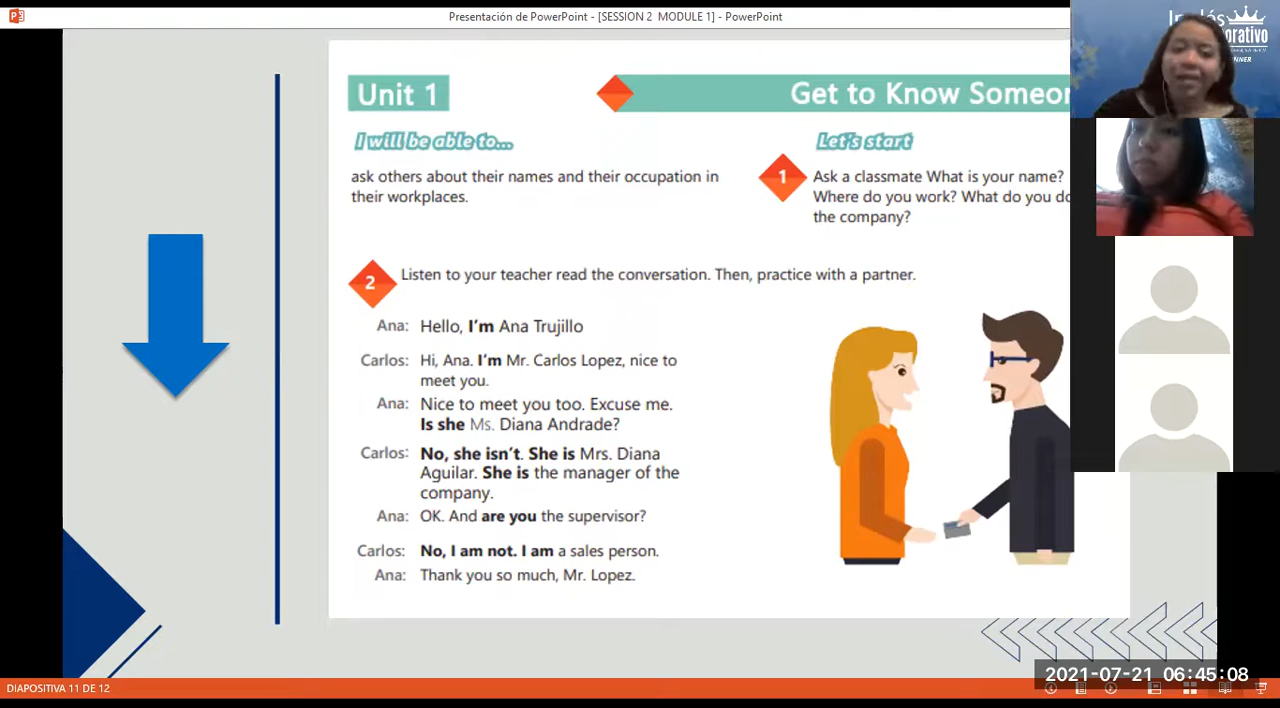 Presentación de PowerPoint - [SESSION 2 MODULE 1] - PowerPoint
Unit 1
Get to Know
I will be able to...
Let's start
ask others about their names and their occupation in
their workplaces.
1
Ask a classmate What is your name?
Where do you work? What do you do
the company?
2
Listen to your teacher read the conversation. Then, practice with a partner.
Ana: Hello, I'm Ana Trujillo
Carlos: Hi, Ana. I'm Mr. Carlos Lopez, nice to
meet you.
Ana: Nice to meet you too. Excuse me.
Is she Ms. Diana Andrade?
Carlos: No, she isn't. She is Mrs. Diana
Aguilar. She is the manager of the
company.
Ana: OK. And are you the supervisor?
Carlos: No, I am not. I am a sales person.
Ana: Thank you so much, Mr. Lopez.
2021-07-21 06:45:08
DIAPOSITIVA 11 DE 12